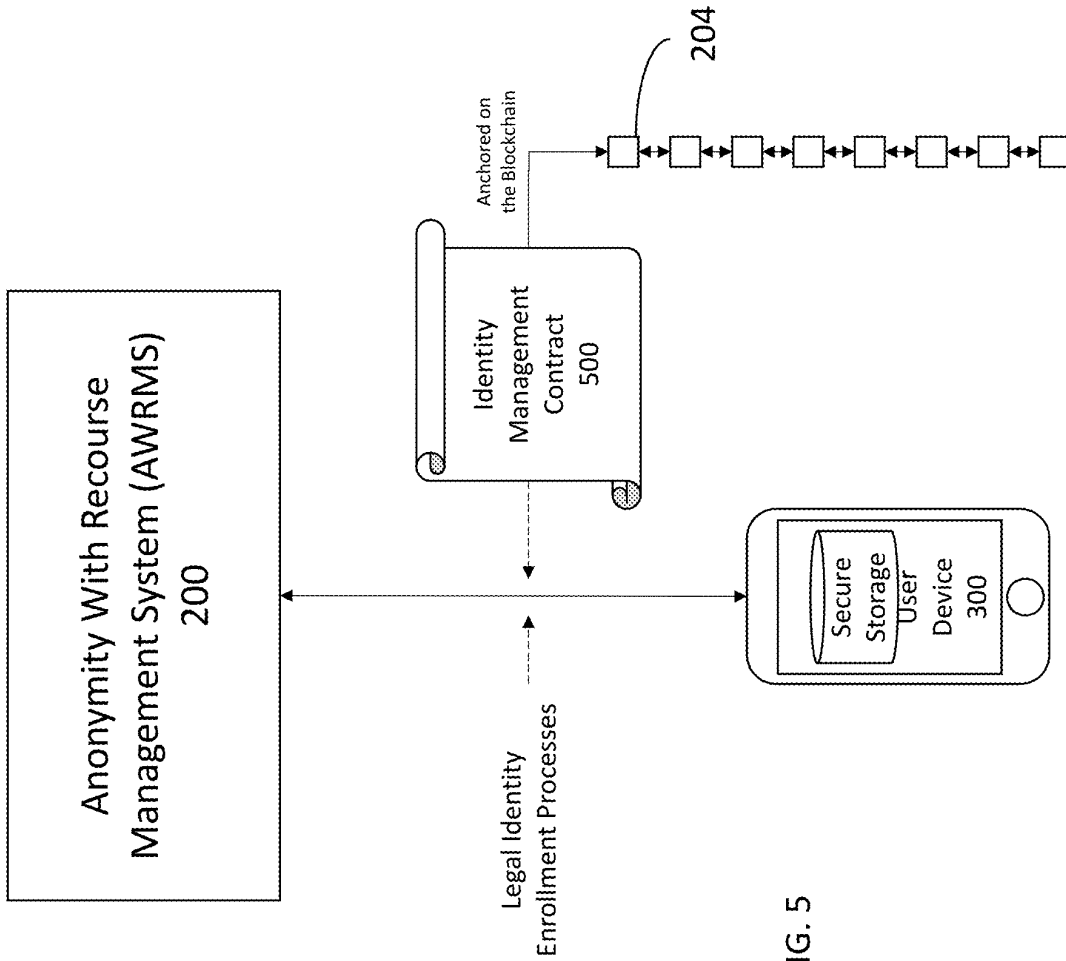 Anonymity With Recourse
Management System (AWRMS)
200
Legal Identity
Enrollment Processes
Identity
Management
Contract
500
Anchored on
the Blockchain
204
Secure
Storage
User
Device
300
IG. 5